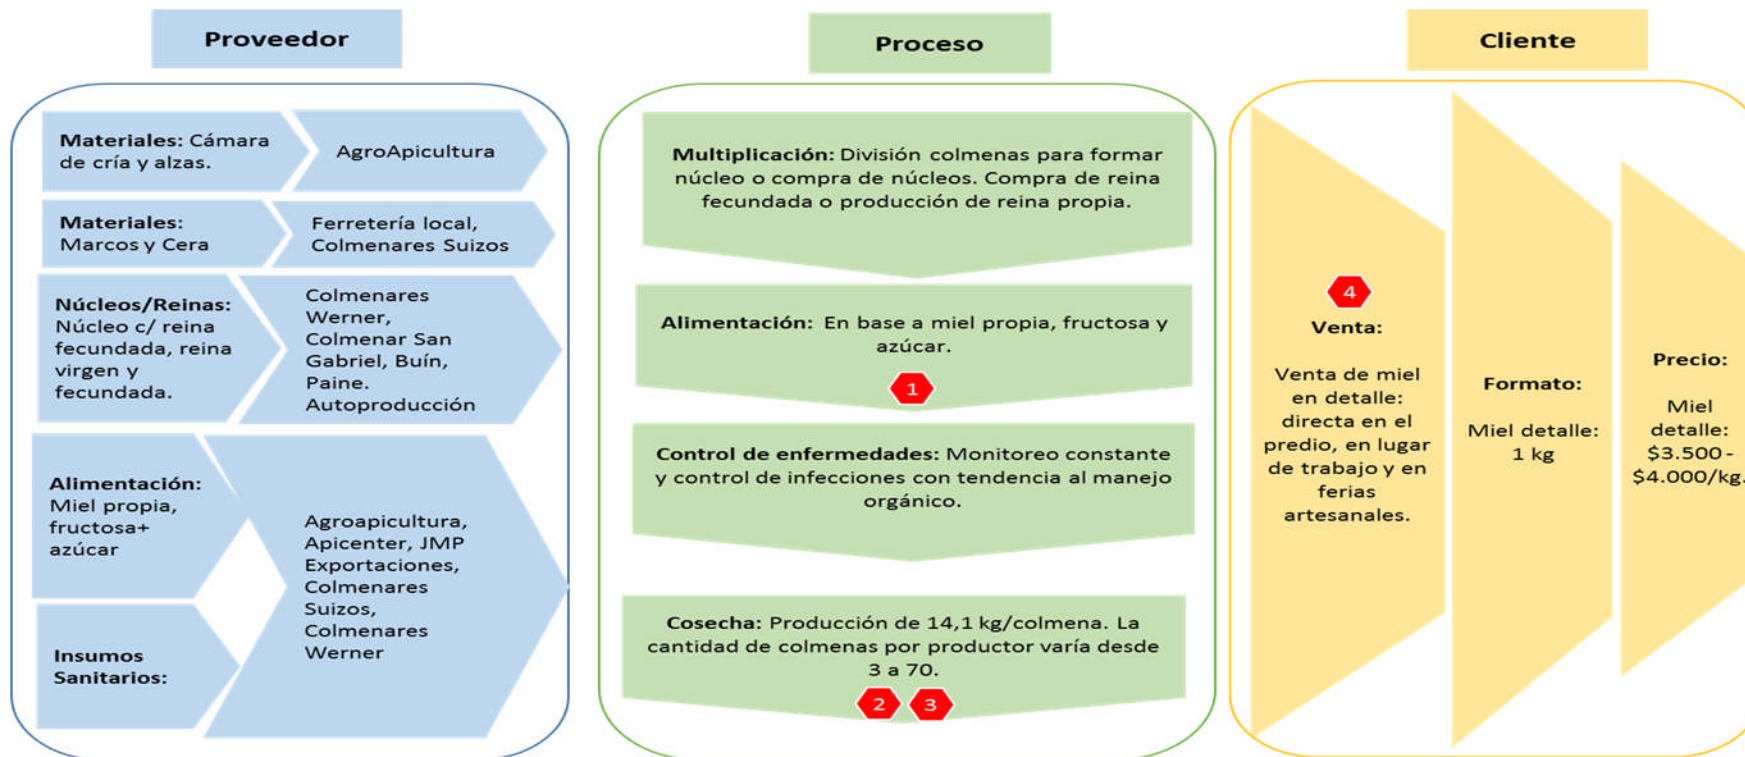 Proveedor
Materiales: Cámara
de cría y alzas.
AgroApicultura
Materiales:
Marcos y Cera
Ferretería local,
Colmenares Suizos
Núcleos/Reinas:
Núcleo c/ reina
fecundada, reina
virgen y
fecundada.
Colmenares
Werner,
Colmenar San
Gabriel, Buín,
Paine.
Autoproducción
Alimentación:
Miel propia,
fructosa+
azúcar
Insumos
Sanitarios:
Agroapicultura,
Apicenter, JMP
Exportaciones,
Colmenares
Suizos,
Colmenares
Werner
Proceso
Multiplicación: División colmenas para formar
núcleo o compra de núcleos. Compra de reina
fecundada o producción de reina propia.
Alimentación: En base a miel propia, fructosa y
azúcar.
1
Control de enfermedades: Monitoreo constante
y control de infecciones con tendencia al manejo
orgánico.
Cosecha: Producción de 14,1 kg/colmena. La
cantidad de colmenas por productor varía desde
3 a 70.
2 3
Cliente
4
Venta:
Venta de miel
en detalle:
directa en el
predio, en lugar
de trabajo y en
ferias
artesanales.
Formato:
Miel detalle:
1 kg
Precio:
Miel
detalle:
$3.500 -
$4.000/kg.